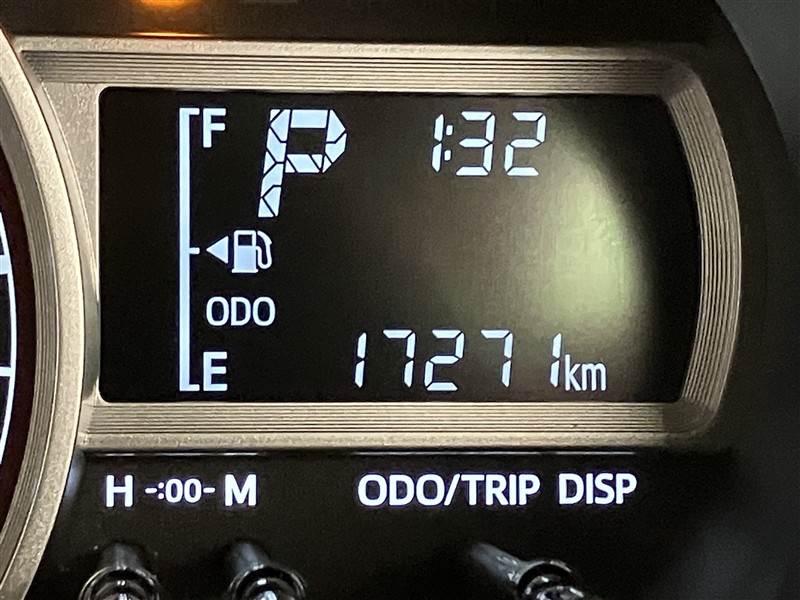 F P 1:32
ODO
E 17271km
H -:00- M ODO/TRIP DISP